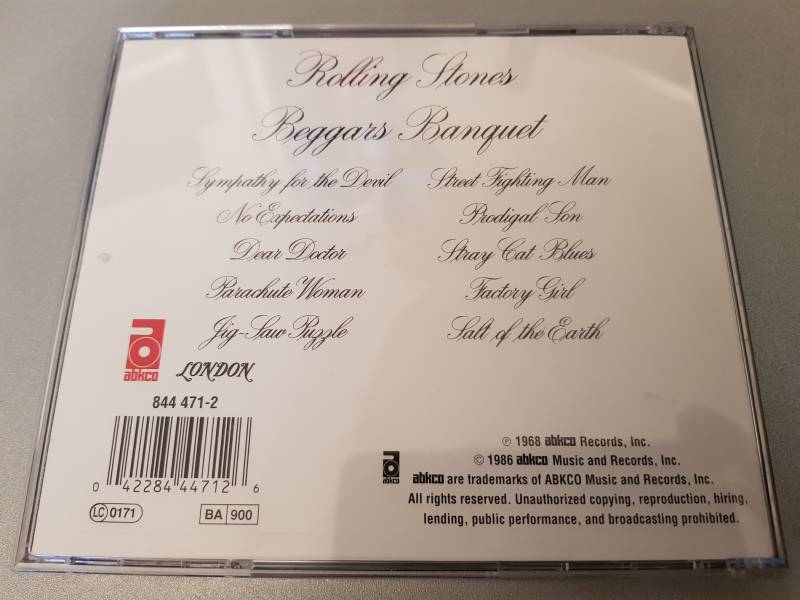 Rolling Stones
Beggars Banquet
Sympathy for the Devil
No Expectations
Dear Doctor
Parachute Woman
Jig-Saw Puzzle
Street Fighting Man
Prodigal Son
Stray Cat Blues
Factory Girl
Salt of the Earth
abkco
LONDON
844 471-2
0 42284 44712 6
LC 0171
BA 900
abkco
℗ 1968 abkco Records, Inc.
© 1986 abkco Music and Records, Inc.
abkco are trademarks of ABKCO Music and Records, Inc.
All rights reserved. Unauthorized copying, reproduction, hiring,
lending, public performance, and broadcasting prohibited.